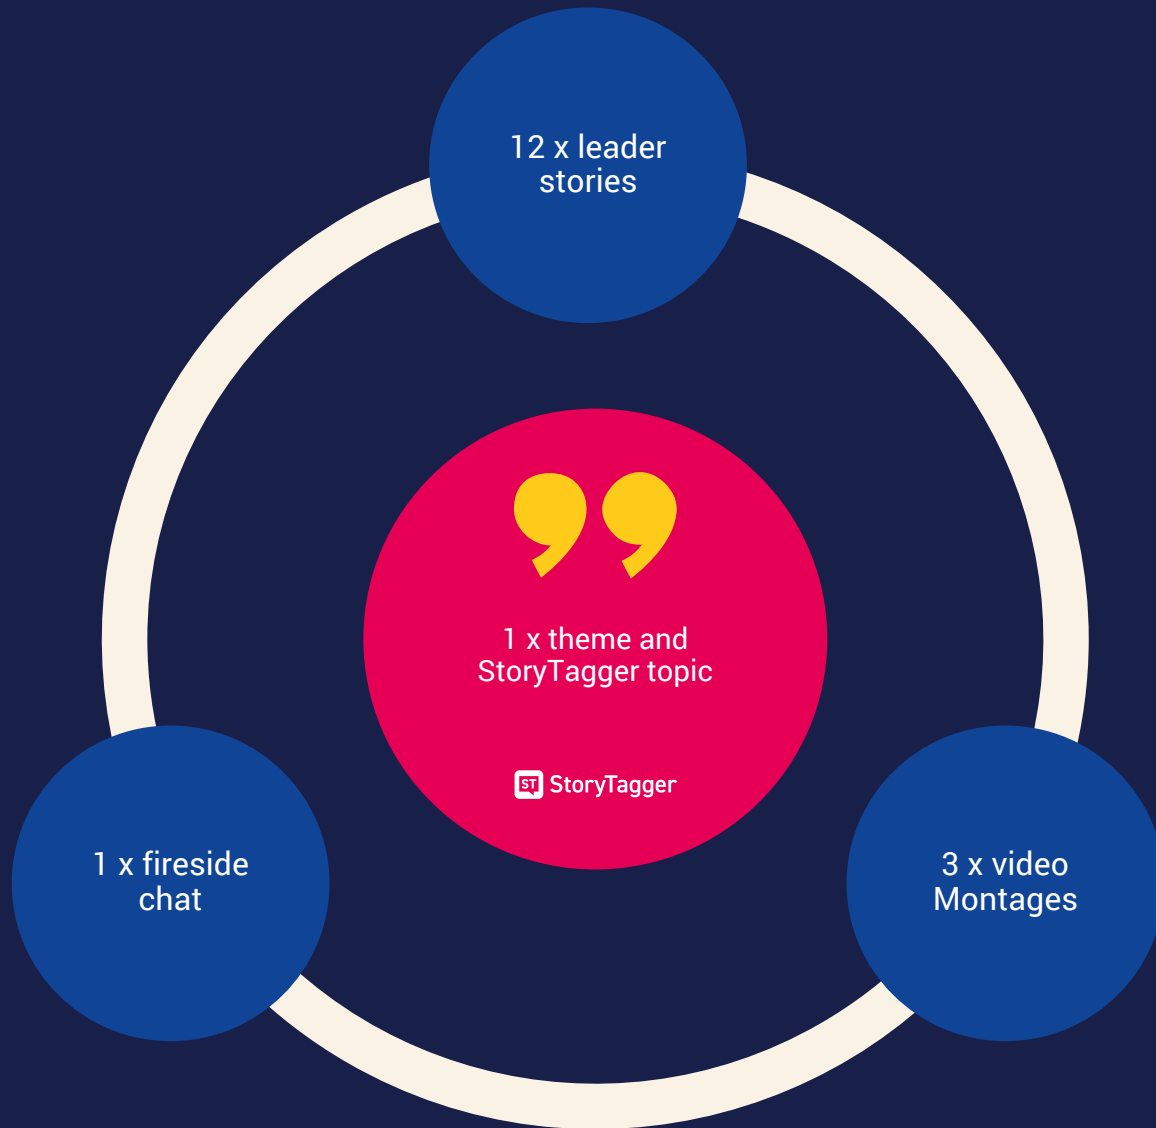 12 x leader
stories
1 x theme and
StoryTagger topic
ST StoryTagger
1 x fireside
chat
3 x video
Montages